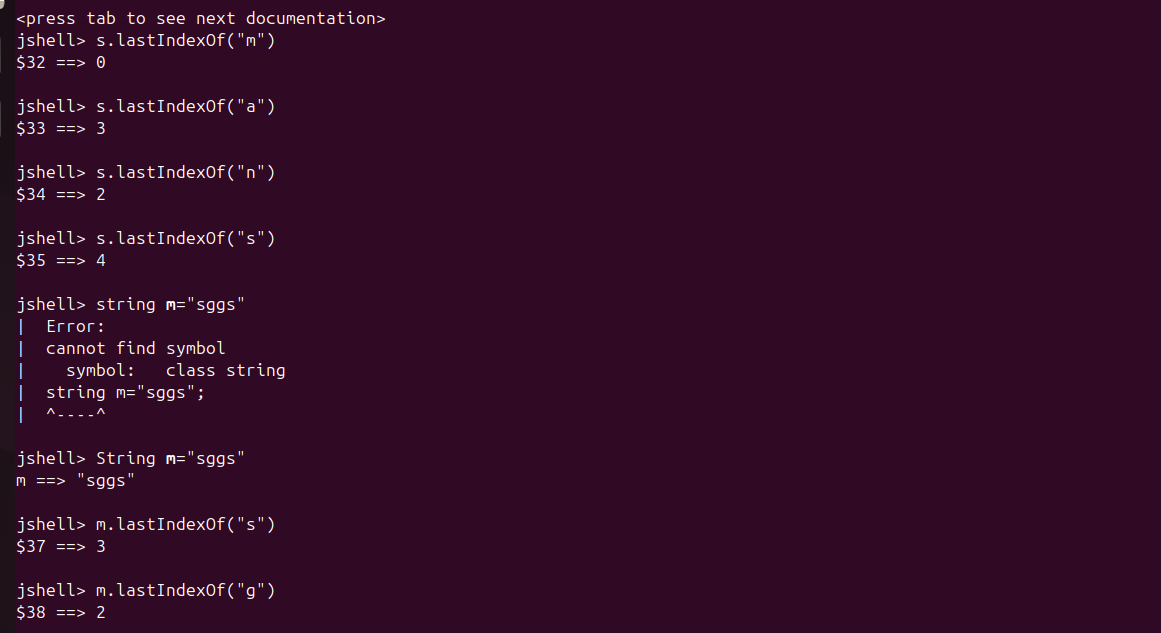 <press tab to see next documentation>
jshell> s.lastIndexOf("m")
$32 ==> 0
jshell> s.lastIndexOf("a")
$33 ==> 3
jshell> s.lastIndexOf("n")
$34 ==> 2
jshell> s.lastIndexOf("s")
$35 ==> 4
jshell> string m="sggs"
|  Error:
|  cannot find symbol
|    symbol:   class string
|  string m="sggs";
|  ^----^
jshell> String m="sggs"
m ==> "sggs"
jshell> m.lastIndexOf("s")
$37 ==> 3
jshell> m.lastIndexOf("g")
$38 ==> 2